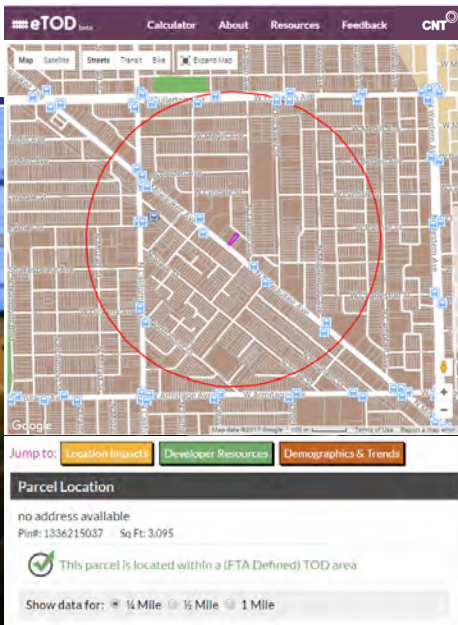 eTOD beta
Calculator About Resources Feedback CNT
Map Satellite Streets Transit Bike Expand Map
Google
Map data ©2017 Google 100 m Terms of Use Report a map error
Jump to: Location Impacts Developer Resources Demographics & Trends
Parcel Location
no address available
Pin#: 1336215037 Sq Ft: 3,095
This parcel is located within a (FTA Defined) TOD area
Show data for: ¼ Mile ½ Mile 1 Mile